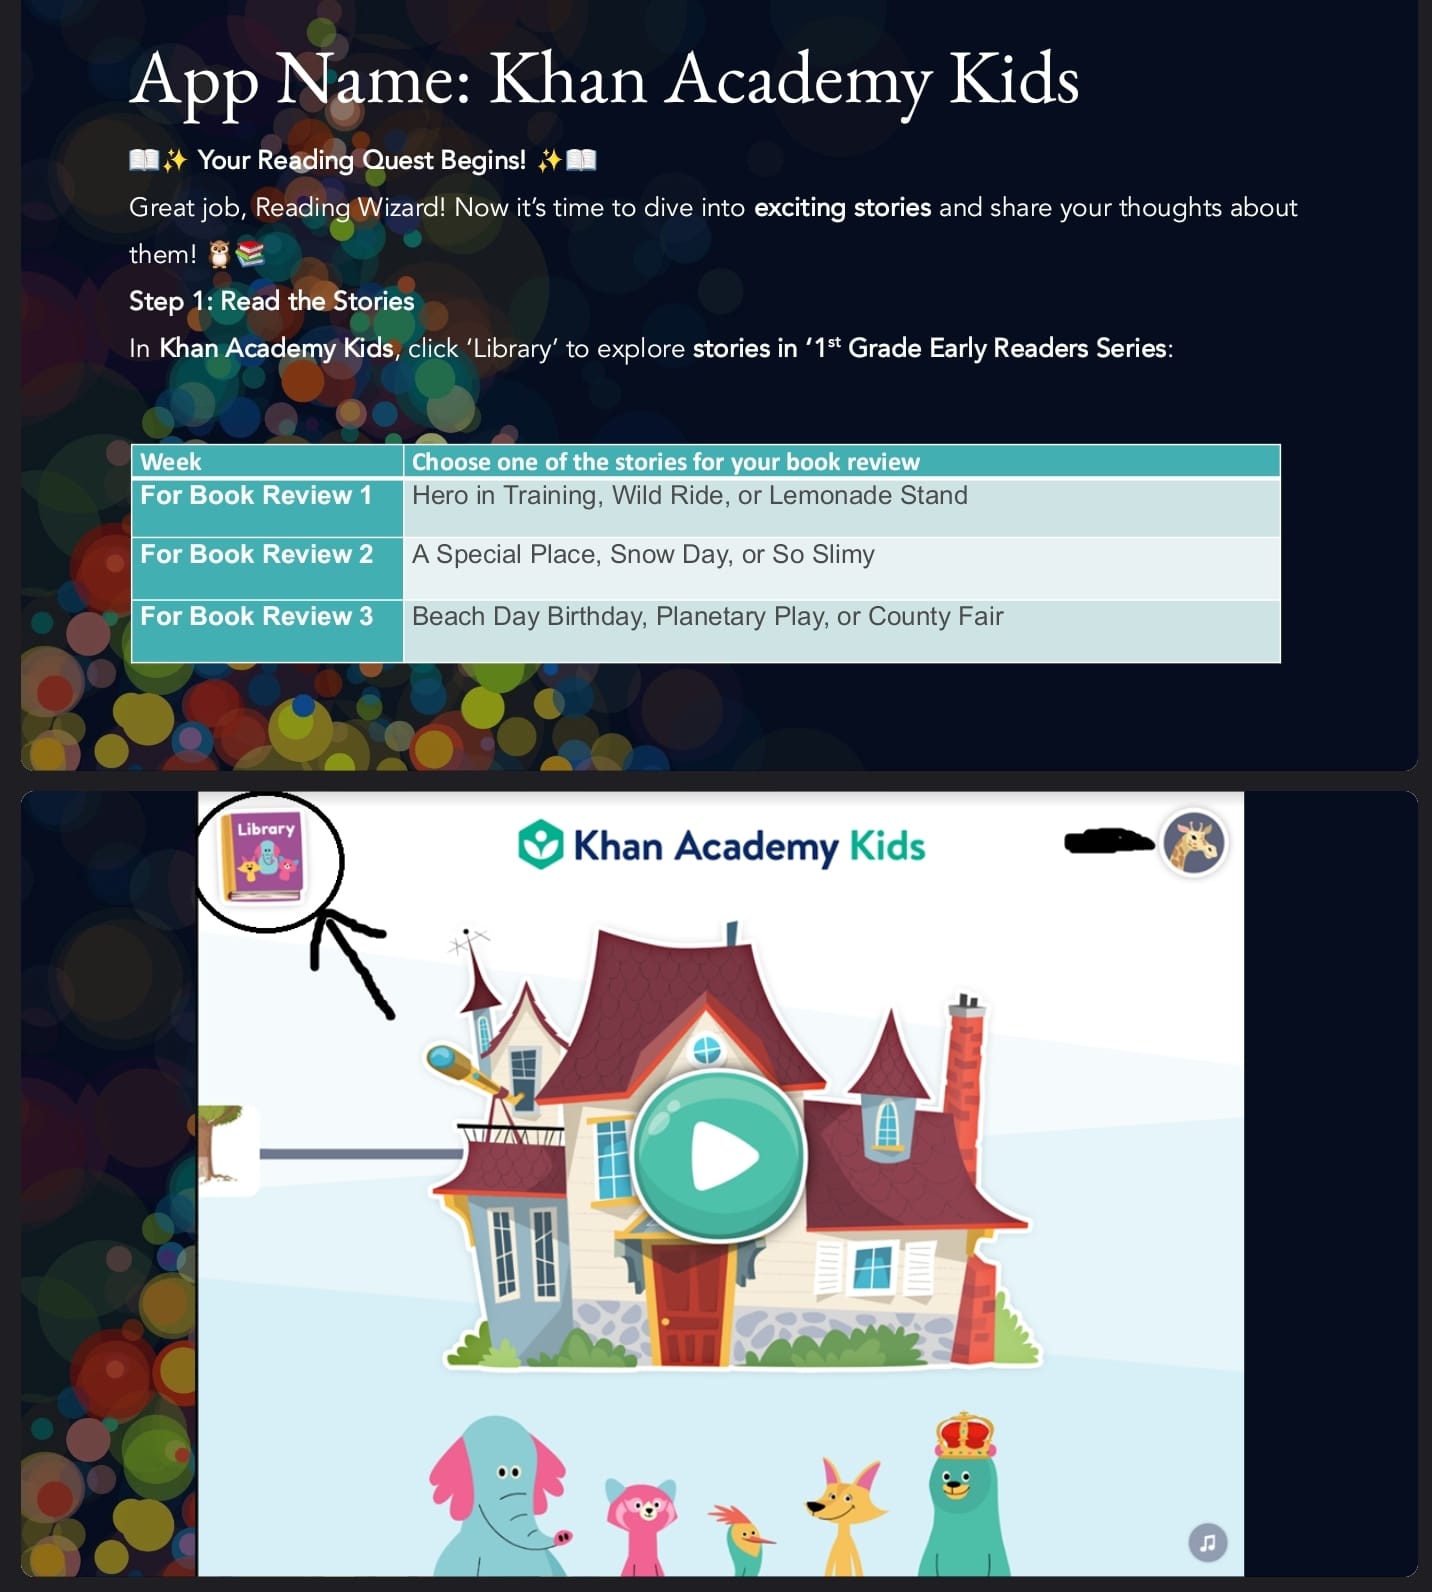 App Name: Khan Academy Kids
📖✨ Your Reading Quest Begins! ✨📖
Great job, Reading Wizard! Now it’s time to dive into exciting stories and share your thoughts about
them! 🦉📚
Step 1: Read the Stories
In Khan Academy Kids, click ‘Library’ to explore stories in ‘1st Grade Early Readers Series:
Week Choose one of the stories for your book review
For Book Review 1 Hero in Training, Wild Ride, or Lemonade Stand
For Book Review 2 A Special Place, Snow Day, or So Slimy
For Book Review 3 Beach Day Birthday, Planetary Play, or County Fair
Library
Khan Academy Kids